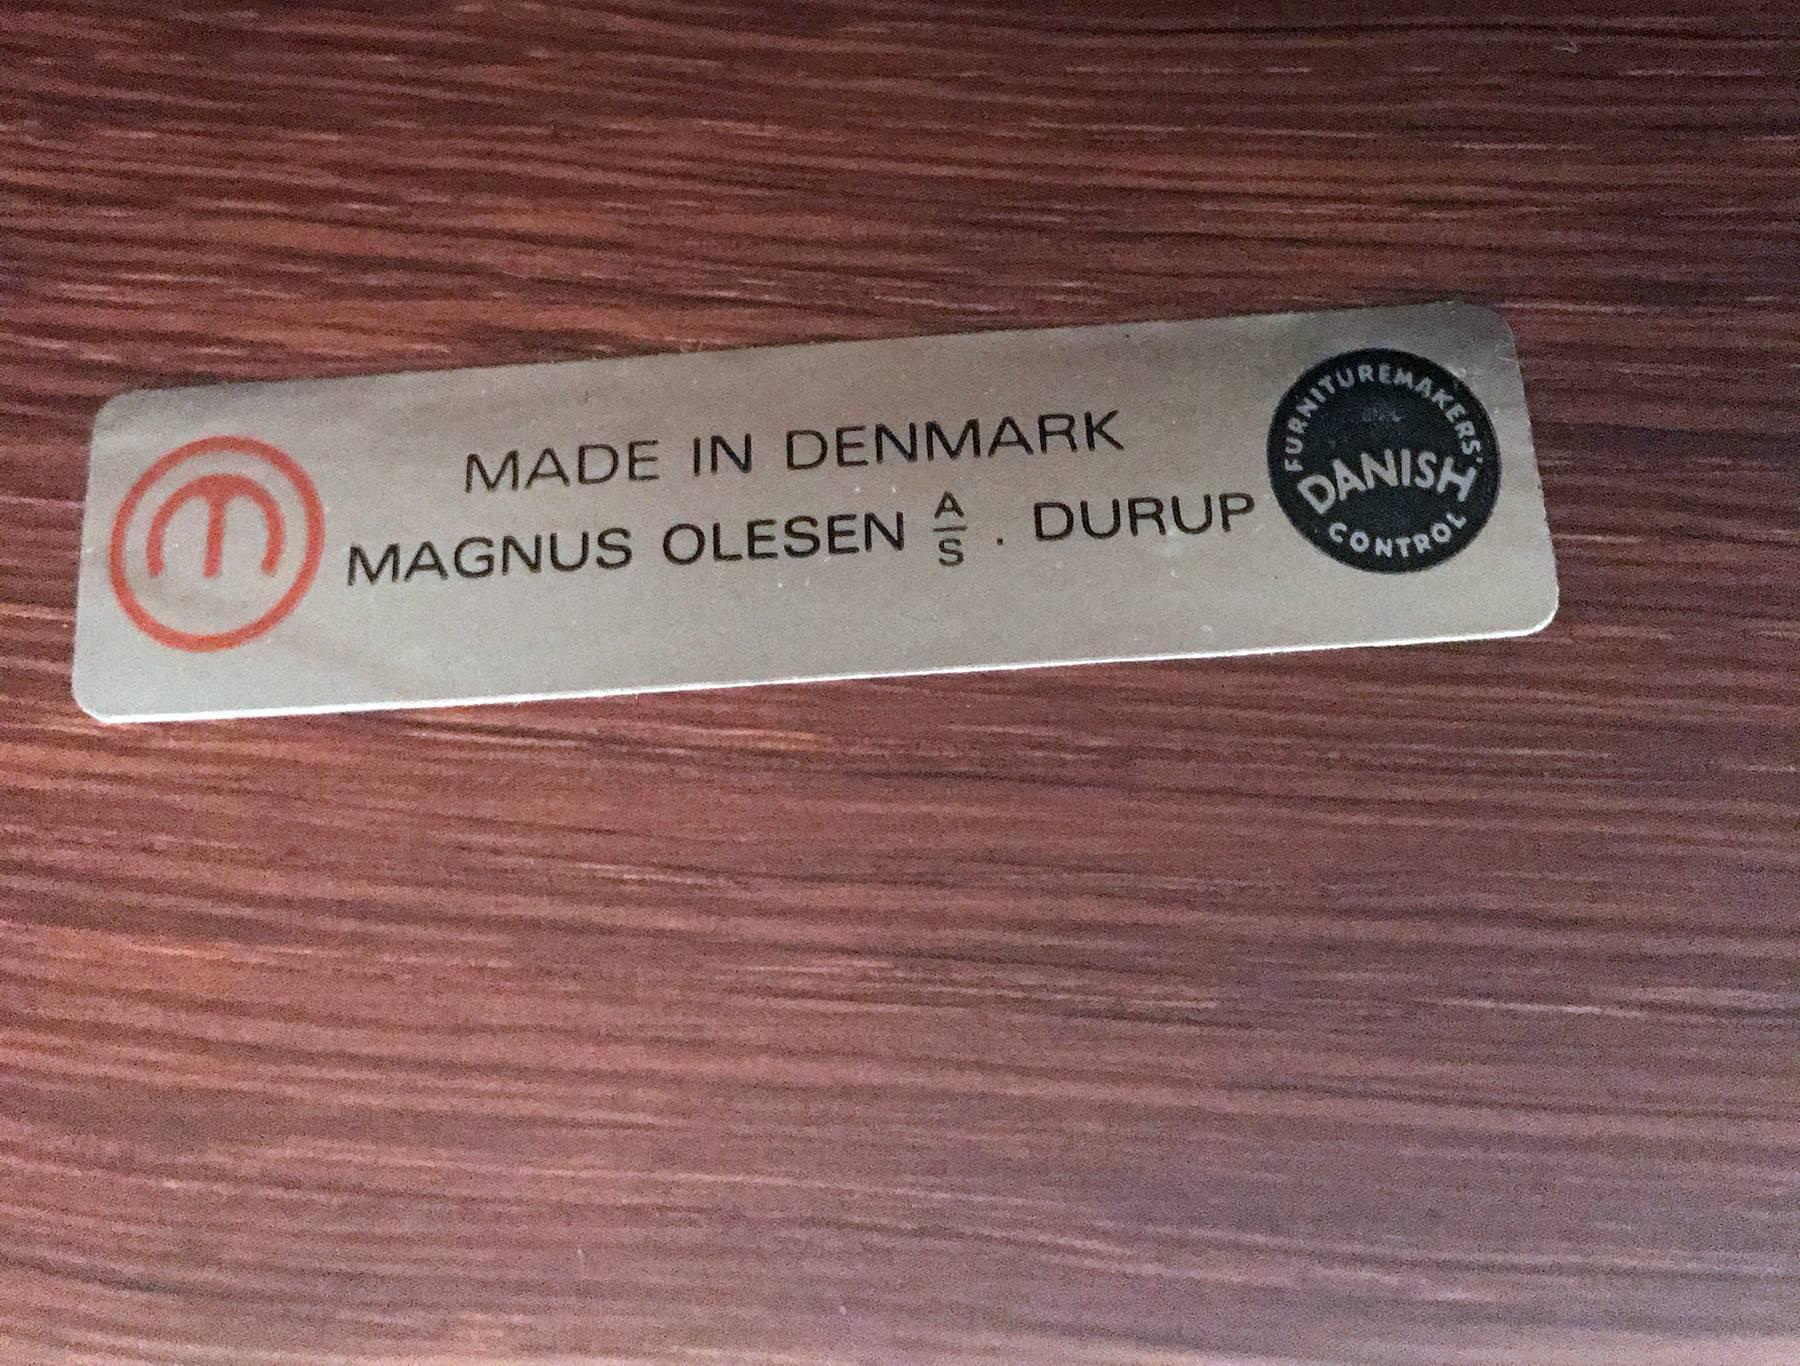 MADE IN DENMARK
MAGNUS OLESEN A/S . DURUP
FURNITUREMAKERS'
DANISH
CONTROL